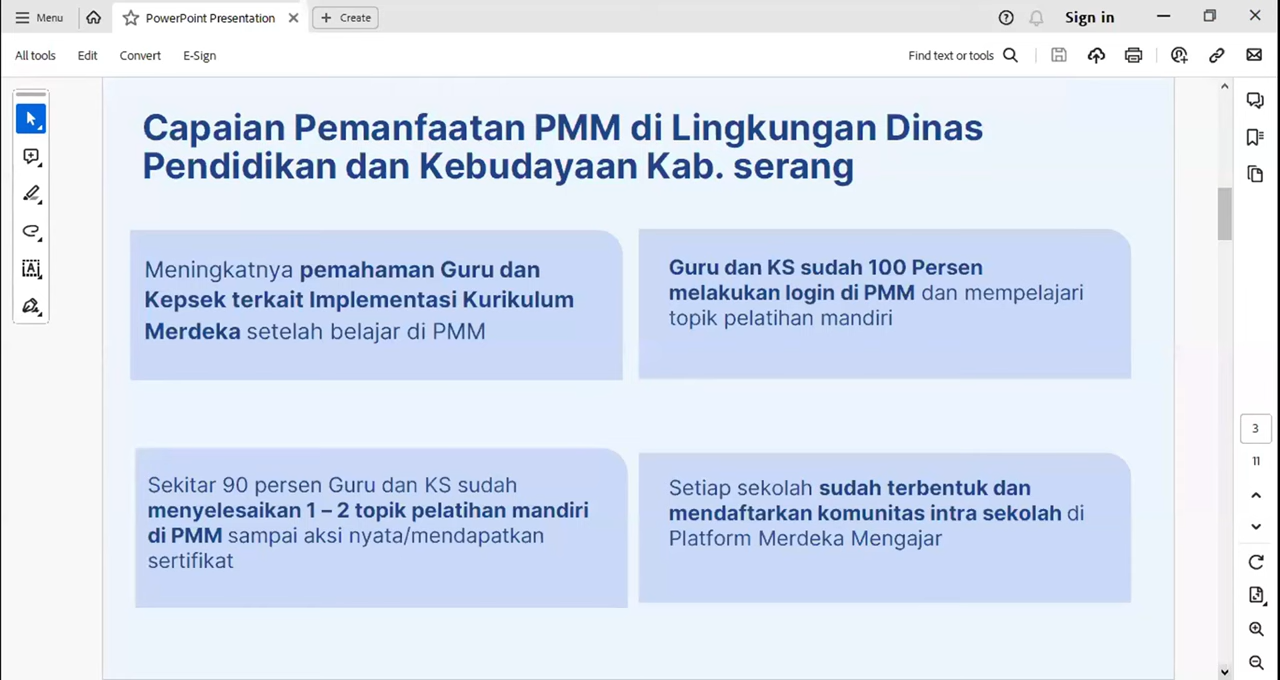 Menu
PowerPoint Presentation
Create
Sign in
All tools
Edit
Convert
E-Sign
Find text or tools
Capaian Pemanfaatan PMM di Lingkungan Dinas
Pendidikan dan Kebudayaan Kab. serang
Meningkatnya pemahaman Guru dan
Kepsek terkait Implementasi Kurikulum
Merdeka setelah belajar di PMM
Guru dan KS sudah 100 Persen
melakukan login di PMM dan mempelajari
topik pelatihan mandiri
Sekitar 90 persen Guru dan KS sudah
menyelesaikan 1 – 2 topik pelatihan mandiri
di PMM sampai aksi nyata/mendapatkan
sertifikat
Setiap sekolah sudah terbentuk dan
mendaftarkan komunitas intra sekolah di
Platform Merdeka Mengajar
3
11